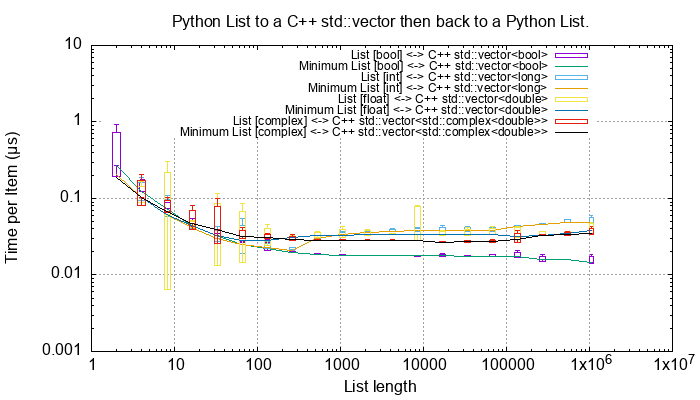 Python List to a C++ std::vector then back to a Python List.
10
List [bool] <-> C++ std::vector<bool>
Minimum List [bool] <-> C++ std::vector<bool>
List [int] <-> C++ std::vector<long>
Minimum List [int] <-> C++ std::vector<long>
List [float] <-> C++ std::vector<double>
Minimum List [float] <-> C++ std::vector<double>
List [complex] <-> C++ std::vector<std::complex<double>>
Minimum List [complex] <-> C++ std::vector<std::complex<double>>
1
0.1
0.01
0.001
Time per Item (µs)
1 10 100 1000 10000 100000 1x10^6 1x10^7
List length